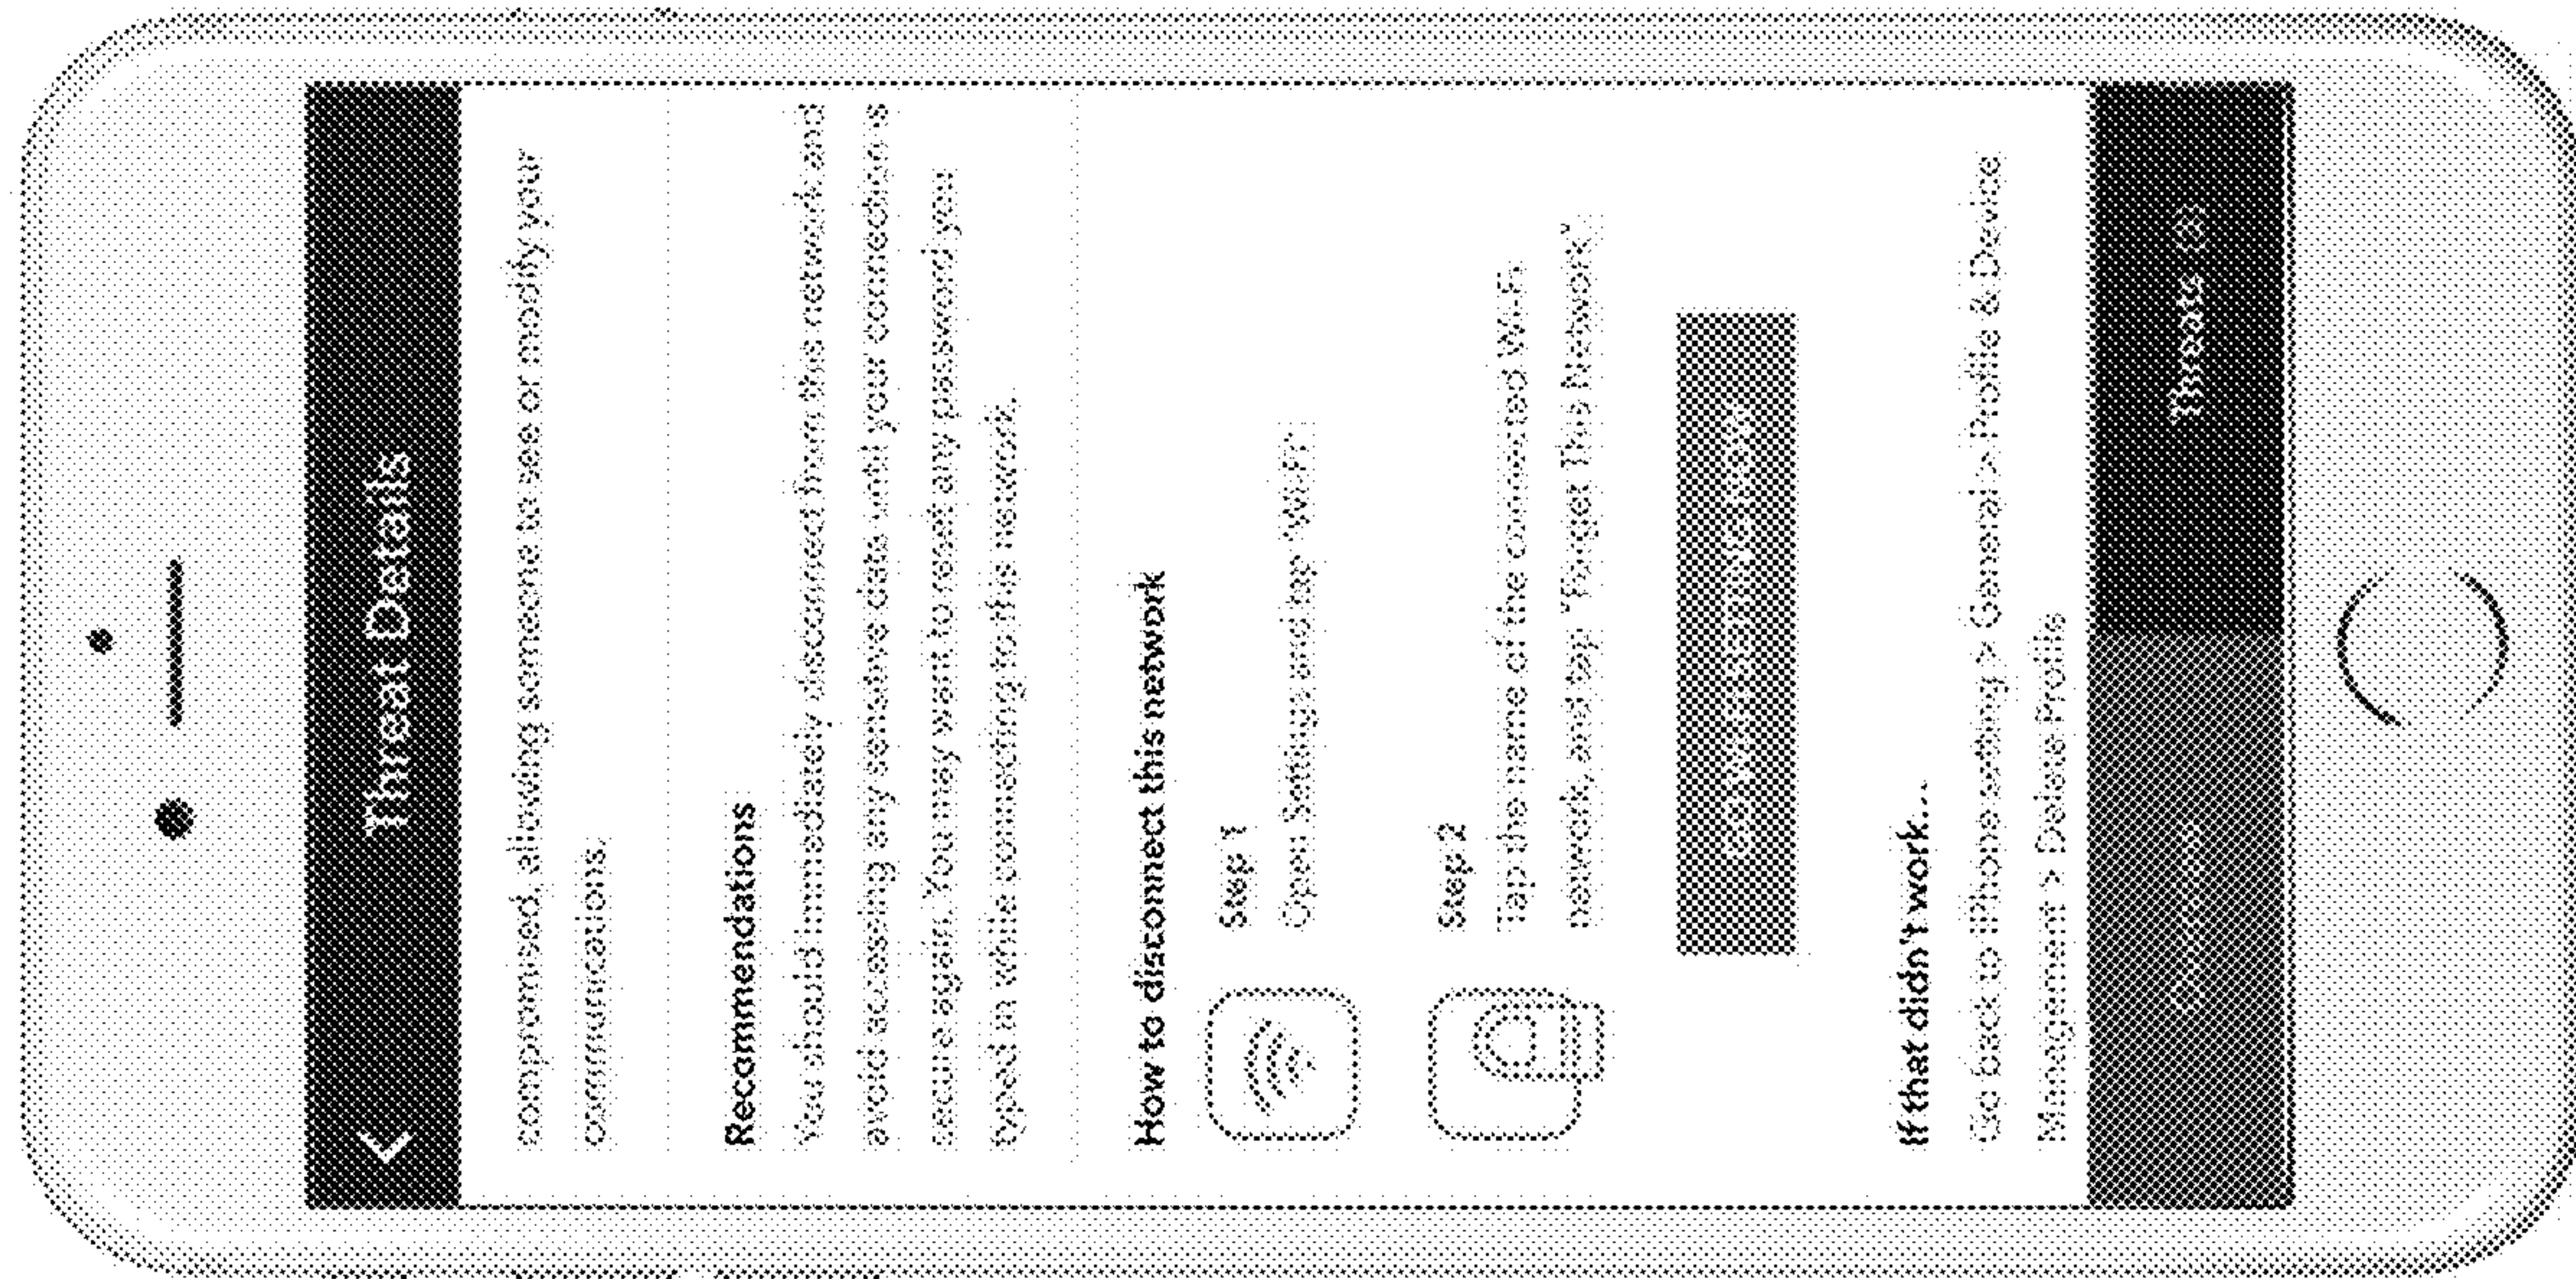 Threat Details
compromised, allowing someone to see or modify your
communications.
Recommendations
You should immediately disconnect from this network and
avoid accessing any sensitive data until your connection is
secure again. You may want to reset any password you
typed in while connecting to this network.
How to disconnect this network
Step 1
Open Settings and tap "Wi-Fi"
Step 2
Tap the name of the connected Wi-Fi
network, and tap "Forget This Network".
If that didn't work...
Go back to iPhone setting > General > Profile & Device
Management > Delete Profile
Threats